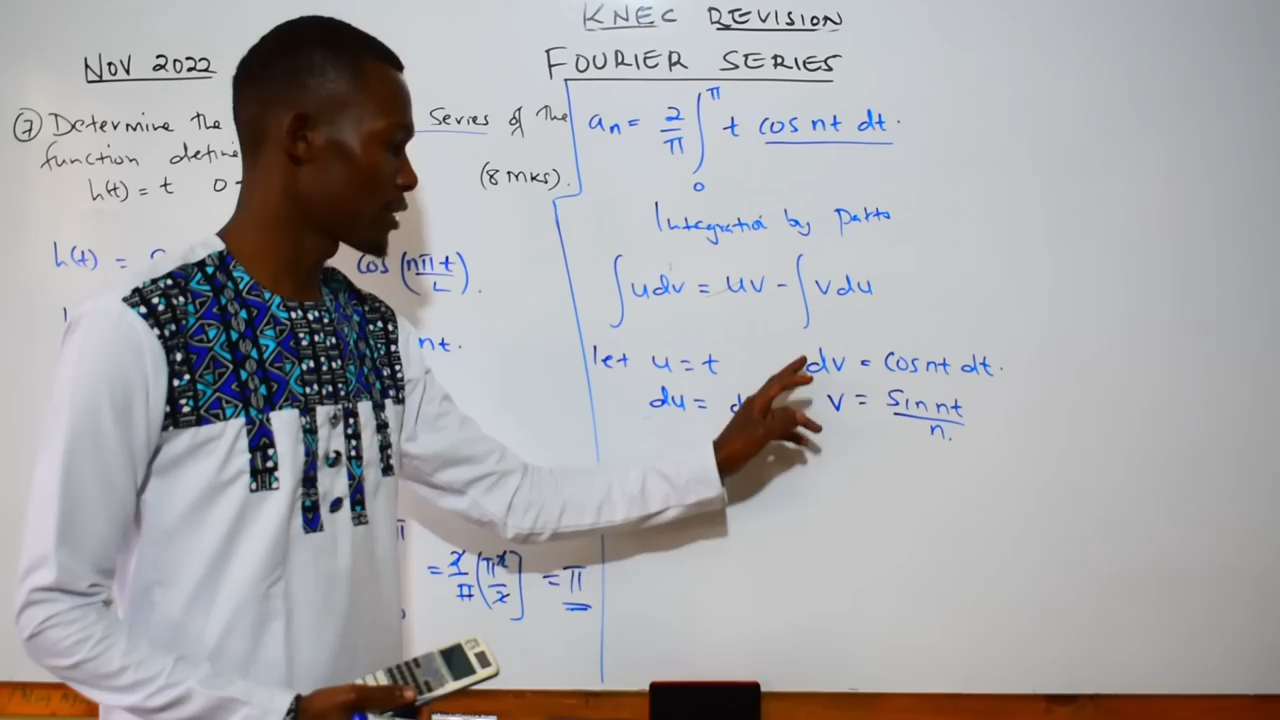 KNEC REVISION
FOURIER SERIES
NOV 2022
⑦ Determine the Series of the
function define
(8 mks).
h(t) = t 0
h(t) = cos (nπt/L).
nt.
= 2/π [π²/2] = π
aₙ = 2/π ∫₀^π t cos nt dt.
Integration by parts
∫udv = uv - ∫vdu
let u = t dv = cos nt dt.
du = d v = Sin nt/n.